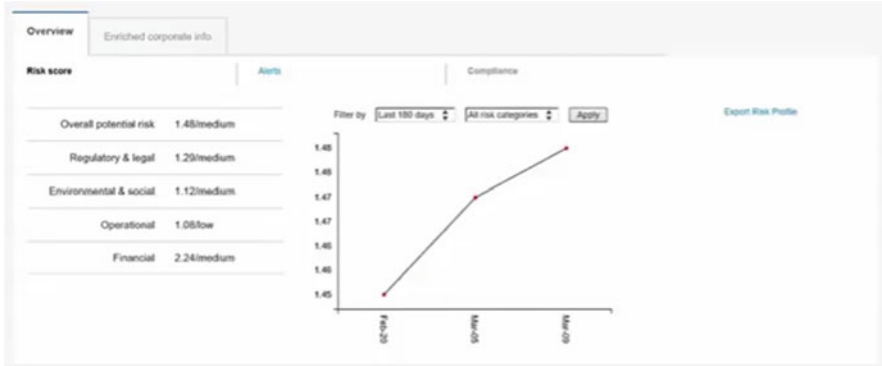 Overview
Enriched corporate info
Risk score
Alerts
Compliance
Filter by Last 180 days All risk categories Apply
Export Risk Profile
Overall potential risk 1.48/medium
Regulatory & legal 1.29/medium
Environmental & social 1.12/medium
Operational 1.08/low
Financial 2.24/medium
1.48
1.48
1.47
1.47
1.46
1.46
1.45
Feb-20
Mar-05
Mar-09